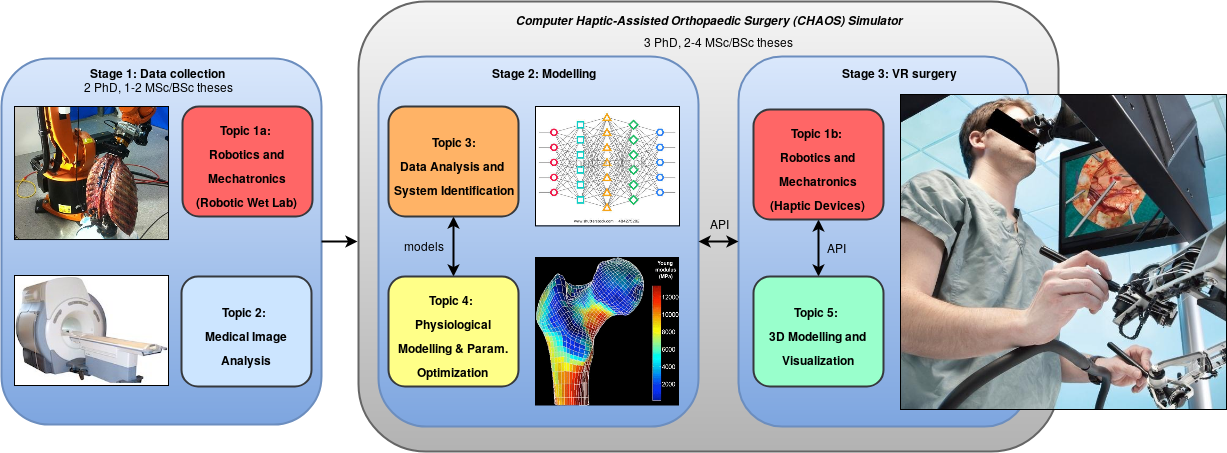 Computer Haptic-Assisted Orthopaedic Surgery (CHAOS) Simulator
3 PhD, 2-4 MSc/BSc theses
Stage 1: Data collection
2 PhD, 1-2 MSc/BSc theses
Topic 1a:
Robotics and
Mechatronics
(Robotic Wet Lab)
Topic 2:
Medical Image
Analysis
Stage 2: Modelling
Topic 3:
Data Analysis and
System Identification
models
Topic 4:
Physiological
Modelling & Param.
Optimization
Young
modulus
(MPa)
12000
10000
8000
6000
4000
2000
API
Stage 3: VR surgery
Topic 1b:
Robotics and
Mechatronics
(Haptic Devices)
API
Topic 5:
3D Modelling and
Visualization